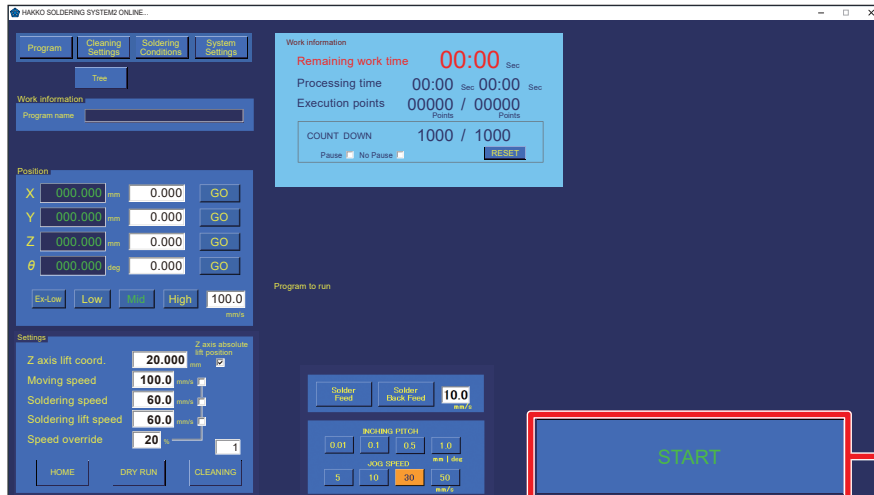 HAKKO SOLDERING SYSTEM2 ONLINE...
Program
Cleaning Settings
Soldering Conditions
System Settings
Tree
Work information
Program name
Work information
Remaining work time 00:00 Sec
Processing time 00:00 Sec 00:00 Sec
Execution points 00000 / 00000
Points Points
COUNT DOWN 1000 / 1000
Pause No Pause RESET
Position
X 000.000 mm 0.000 GO
Y 000.000 mm 0.000 GO
Z 000.000 mm 0.000 GO
θ 000.000 deg 0.000 GO
Ex-Low Low Mid High 100.0
mm/s
Program to run
Settings
Z axis absolute
lift position
Z axis lift coord. 20.000 mm
Moving speed 100.0 mm/s
Soldering speed 60.0 mm/s
Soldering lift speed 60.0 mm/s
Speed override 20 %
1
HOME DRY RUN CLEANING
Solder Feed
Solder Back Feed
10.0
mm/s
INCHING PITCH
0.01 0.1 0.5 1.0
mm | deg
JOG SPEED
5 10 30 50
mm/s
START